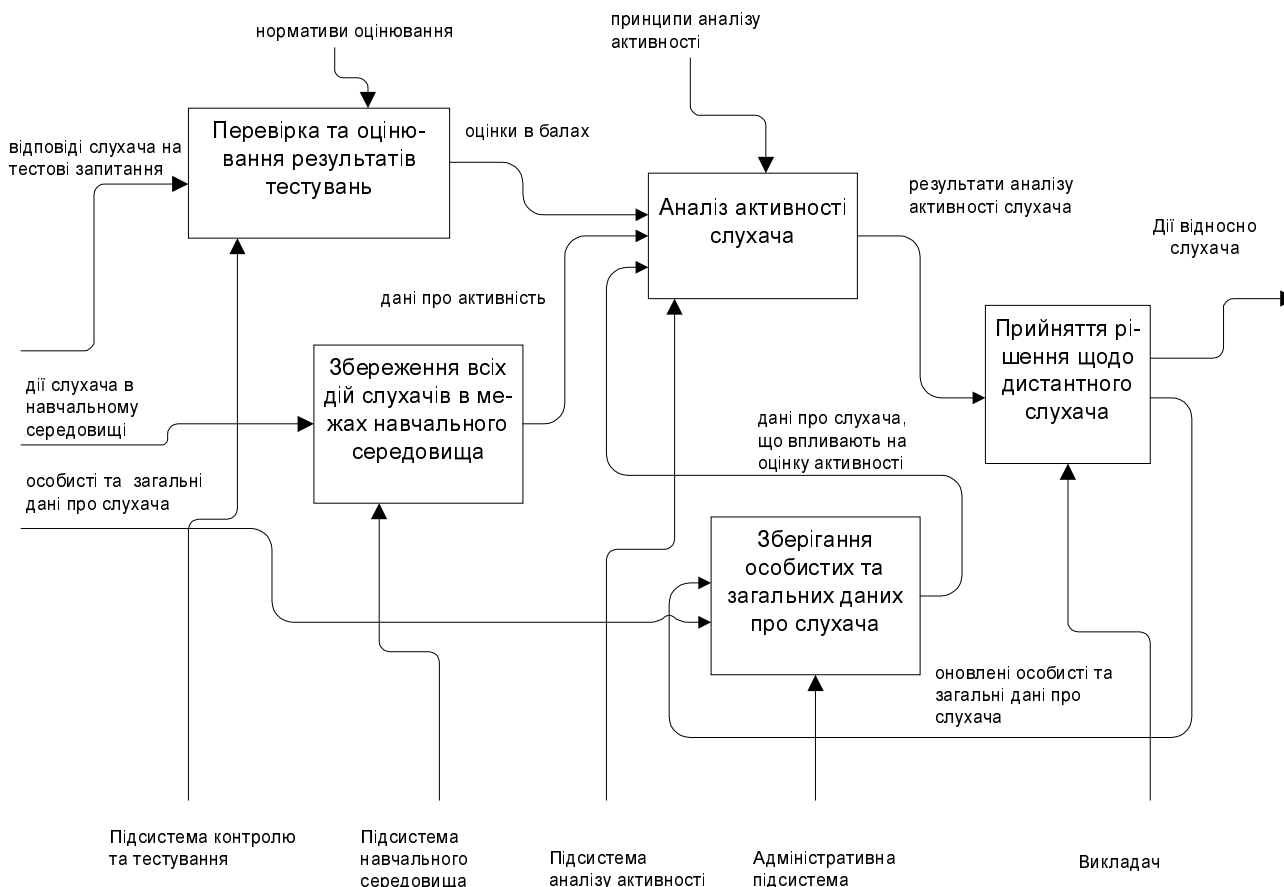 нормативи оцінювання
принципи аналізу
активності
Перевірка та оціню-
вання результатів
тестувань
оцінки в балах
відповіді слухача на
тестові запитання
Аналіз активності
слухача
результати аналізу
активності слухача
Дії відносно
слухача
дані про активність
Прийняття рі-
шення щодо
дистантного
слухача
Збереження всіх
дій слухачів в ме-
жах навчального
середовища
дії слухача в
навчальному
середовищі
дані про слухача,
що впливають на
оцінку активності
особисті та загальні
дані про слухача
Зберігання
особистих та
загальних даних
про слухача
оновлені особисті та
загальні дані про
слухача
Підсистема контролю
та тестування
Підсистема
навчального
середовища
Підсистема
аналізу активності
Адміністративна
підсистема
Викладач